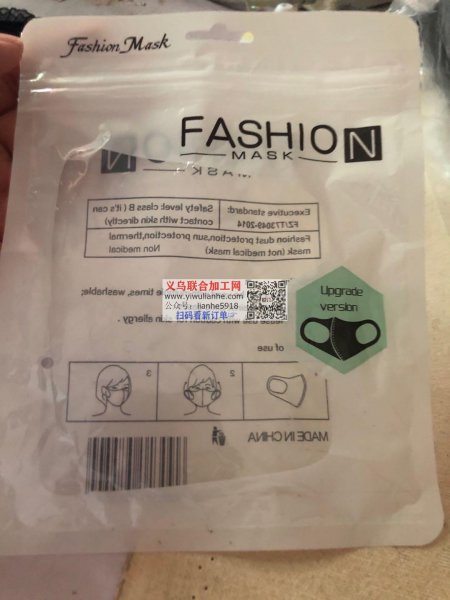 Fashion Mask
FASHION
MASK
FASHION
MASK
Executive standard: Safety level: class B (it's can
FZ/T73049-2014 contact with skin directly)
Fashion dust protection,sun protection,thermal
mask (not medical mask) Non medical
times, washable;
skin allergy.
of use
义乌联合加工网
www.yiwulianhe.com
公众号：lianhe5918
扫码看新订单--
Upgrade
version
2 3
MADE IN CHINA